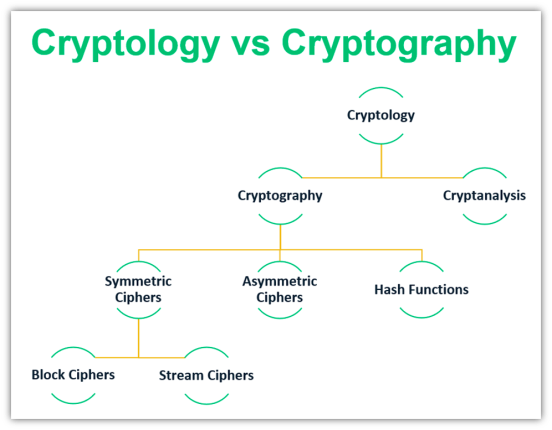 Cryptology vs Cryptography
Cryptology
Cryptography
Cryptanalysis
Symmetric
Ciphers
Asymmetric
Ciphers
Hash Functions
Block Ciphers
Stream Ciphers